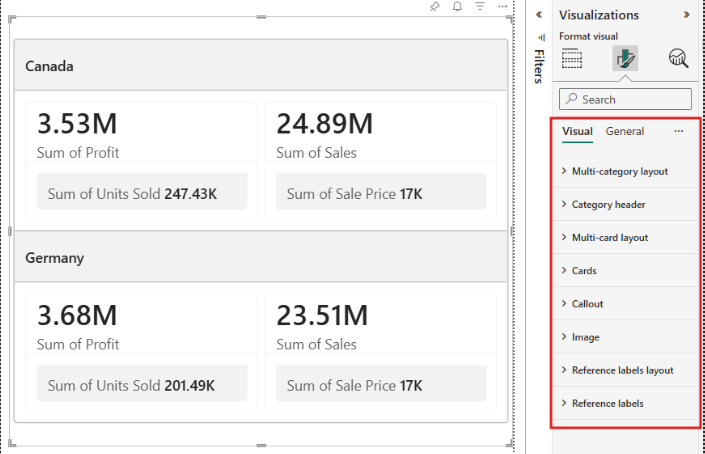 Canada
3.53M
Sum of Profit
Sum of Units Sold 247.43K
24.89M
Sum of Sales
Sum of Sale Price 17K
Germany
3.68M
Sum of Profit
Sum of Units Sold 201.49K
23.51M
Sum of Sales
Sum of Sale Price 17K
Filters
Visualizations
Format visual
Search
Visual General
Multi-category layout
Category header
Multi-card layout
Cards
Callout
Image
Reference labels layout
Reference labels